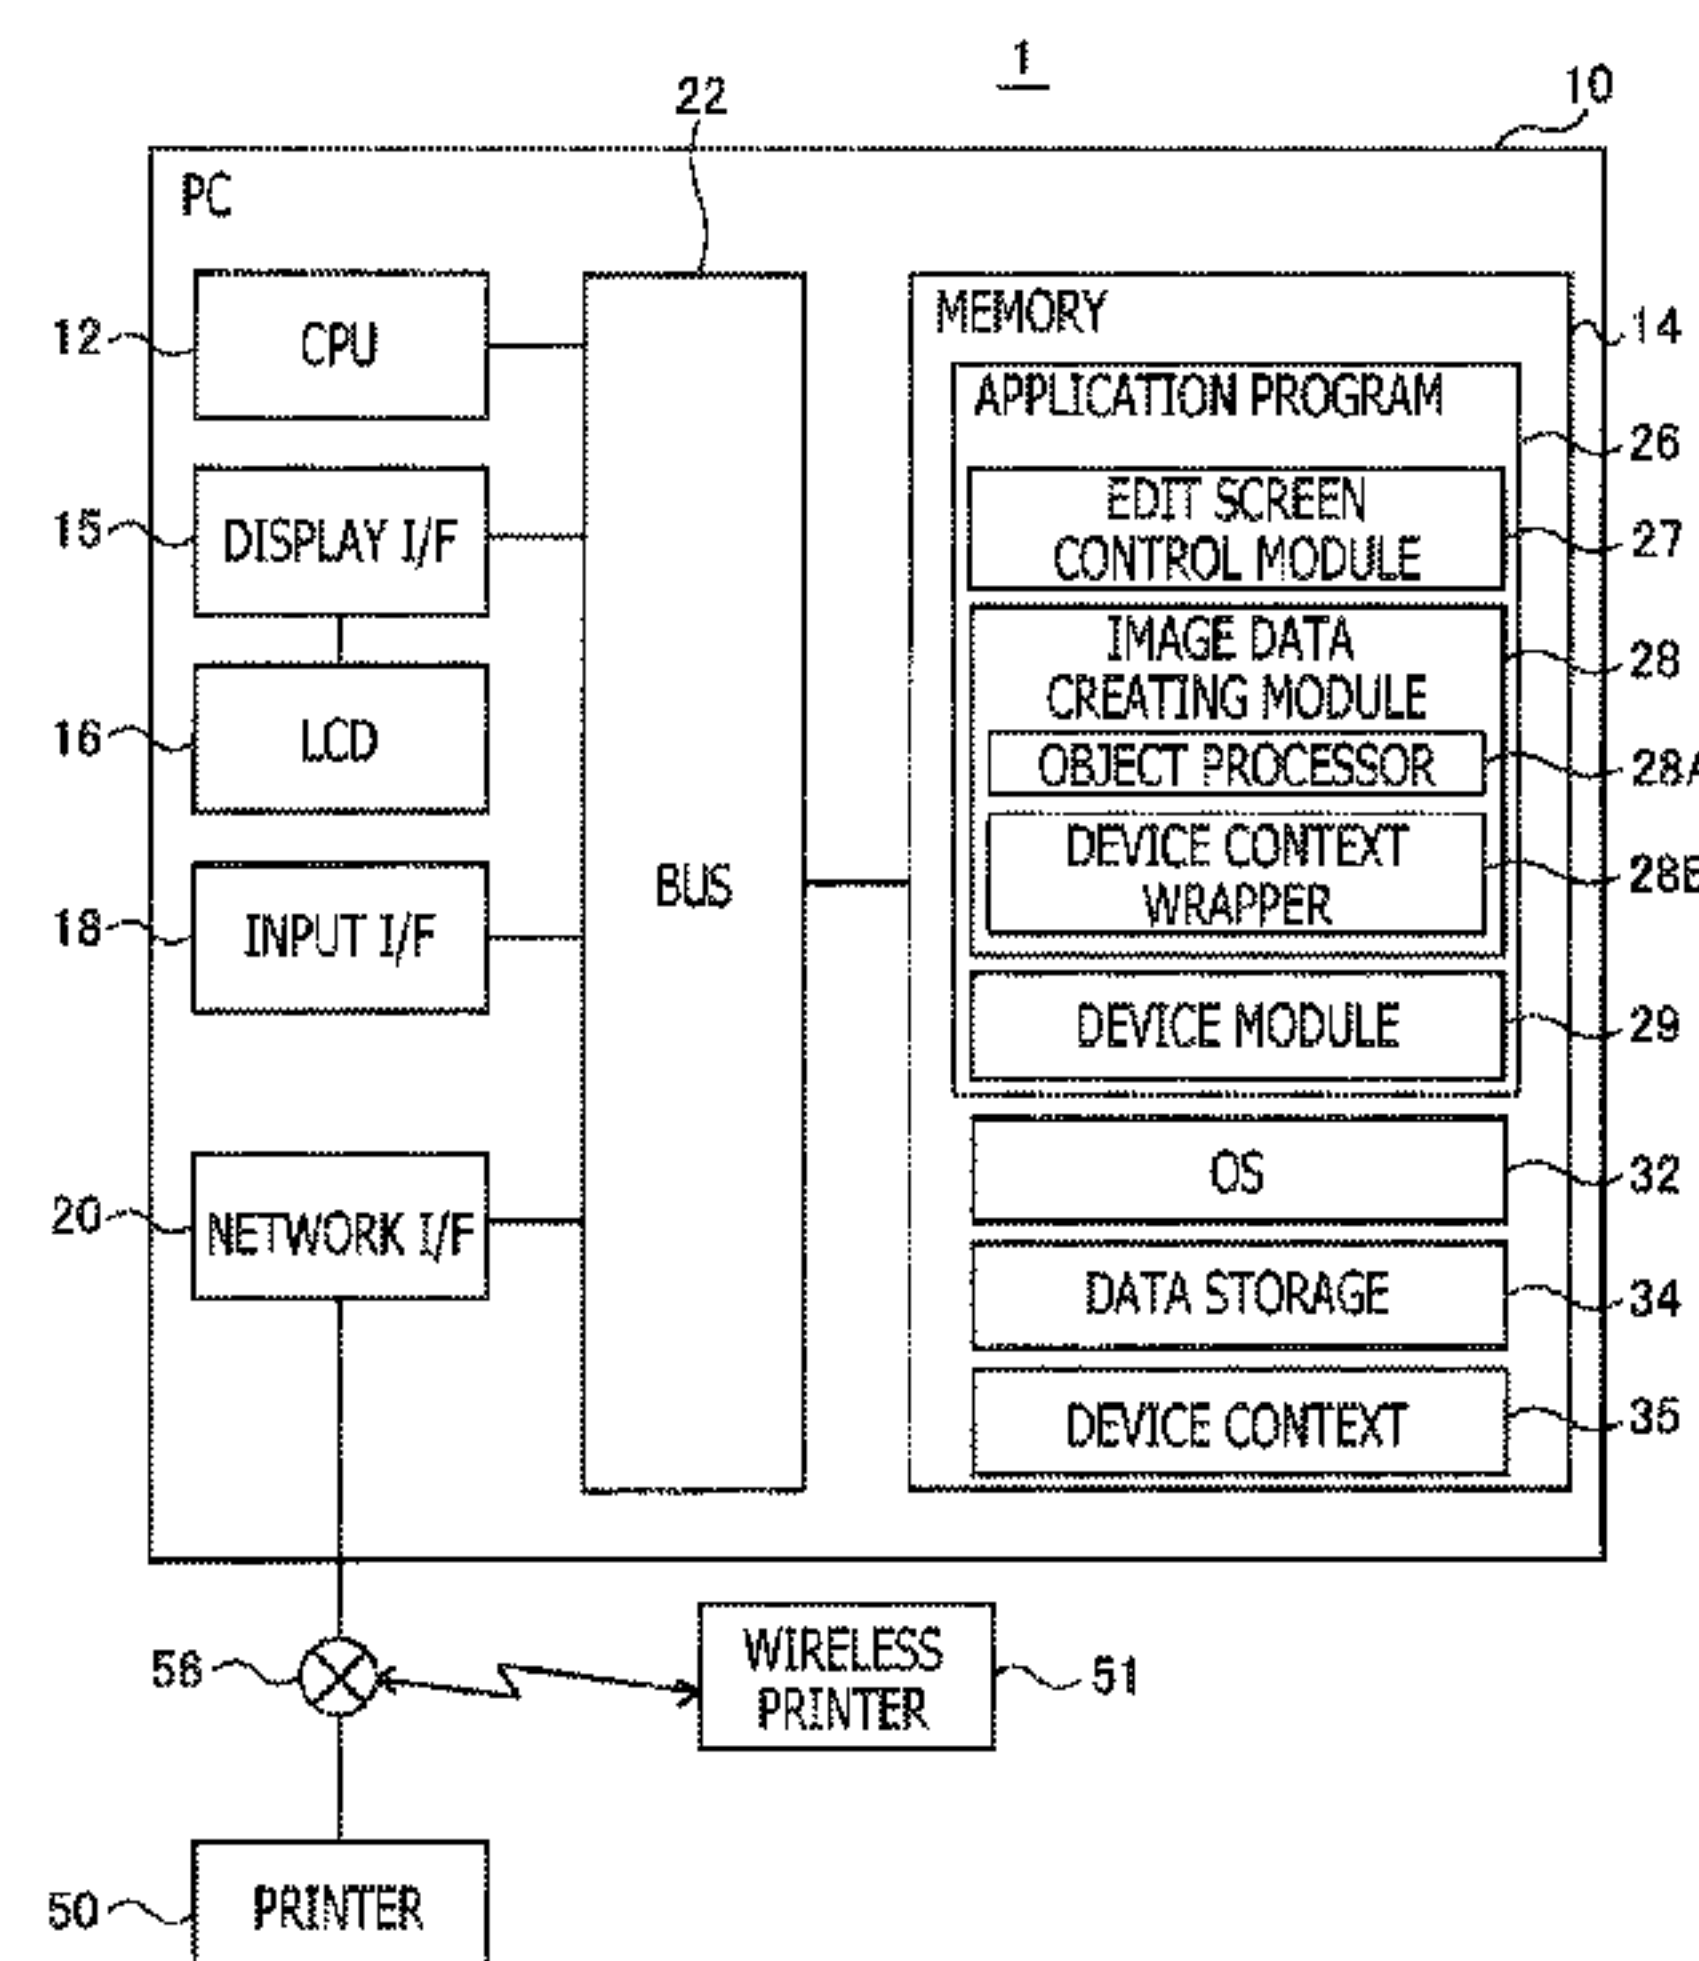 1
22
10
PC
12
CPU
15
DISPLAY I/F
16
LCD
18
INPUT I/F
20
NETWORK I/F
BUS
MEMORY
14
APPLICATION PROGRAM
26
EDIT SCREEN
CONTROL MODULE
27
IMAGE DATA
CREATING MODULE
28
OBJECT PROCESSOR
28A
DEVICE CONTEXT
WRAPPER
28B
DEVICE MODULE
29
OS
32
DATA STORAGE
34
DEVICE CONTEXT
35
56
WIRELESS
PRINTER
51
50
PRINTER